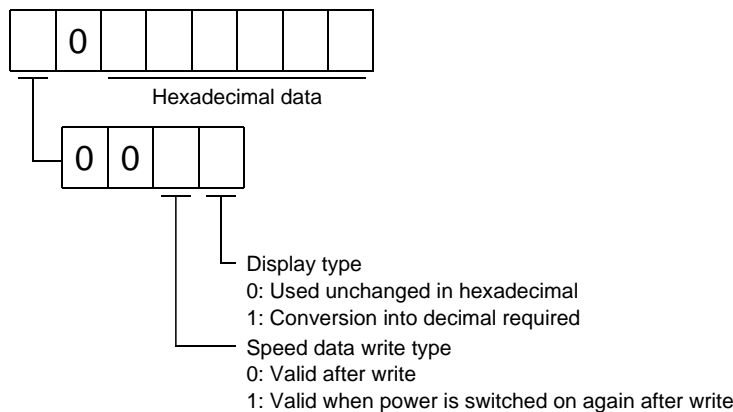 0
Hexadecimal data
0 0
Display type
0: Used unchanged in hexadecimal
1: Conversion into decimal required
Speed data write type
0: Valid after write
1: Valid when power is switched on again after write